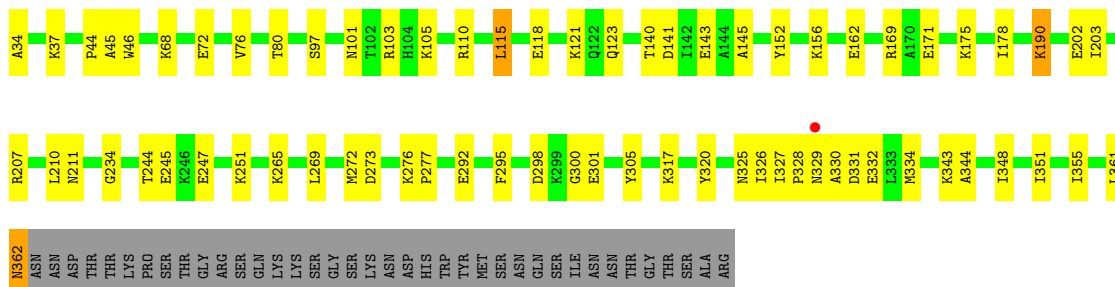 A34 K37 P44 A45 W46 K68 E72 V76 T80 S97 N101 T102 R103 H104 K105 R110 L115 E118 K121 Q122 Q123 T140 D141 I142 E143 A144 A145 Y152 K156 E162 R169 A170 E171 K175 I178 K190 E202 I203
R207 L210 N211 G234 T244 E245 K246 E247 K251 K265 L269 M272 D273 K276 P277 E292 F295 D298 K299 G300 E301 Y305 K317 Y320 N325 I326 I327 P328 N329 A330 D331 E332 L333 M334 K343 A344 I348 I351 I355 L361
N362 ASN ASN ASP THR THR LYS PRO SER THR GLY ARG SER GLN LYS LYS SER GLY SER LYS ASN ASP HIS TRP TYR MET SER ASN GLN SER ILE ASN ASN THR GLY THR SER ALA ARG